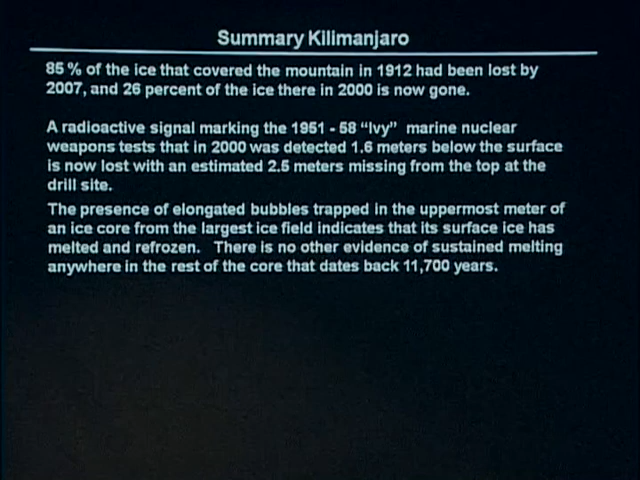 Summary Kilimanjaro
85 % of the ice that covered the mountain in 1912 had been lost by
2007, and 26 percent of the ice there in 2000 is now gone.
A radioactive signal marking the 1951 - 58 “Ivy” marine nuclear
weapons tests that in 2000 was detected 1.6 meters below the surface
is now lost with an estimated 2.5 meters missing from the top at the
drill site.
The presence of elongated bubbles trapped in the uppermost meter of
an ice core from the largest ice field indicates that its surface ice has
melted and refrozen. There is no other evidence of sustained melting
anywhere in the rest of the core that dates back 11,700 years.